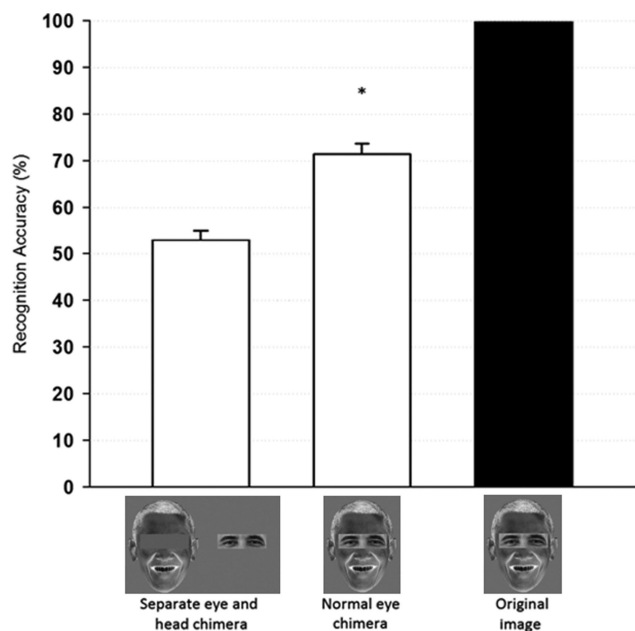 Recognition Accuracy (%)
100
90
80
70
60
50
40
30
20
10
0
*
Separate eye and
head chimera
Normal eye
chimera
Original
image